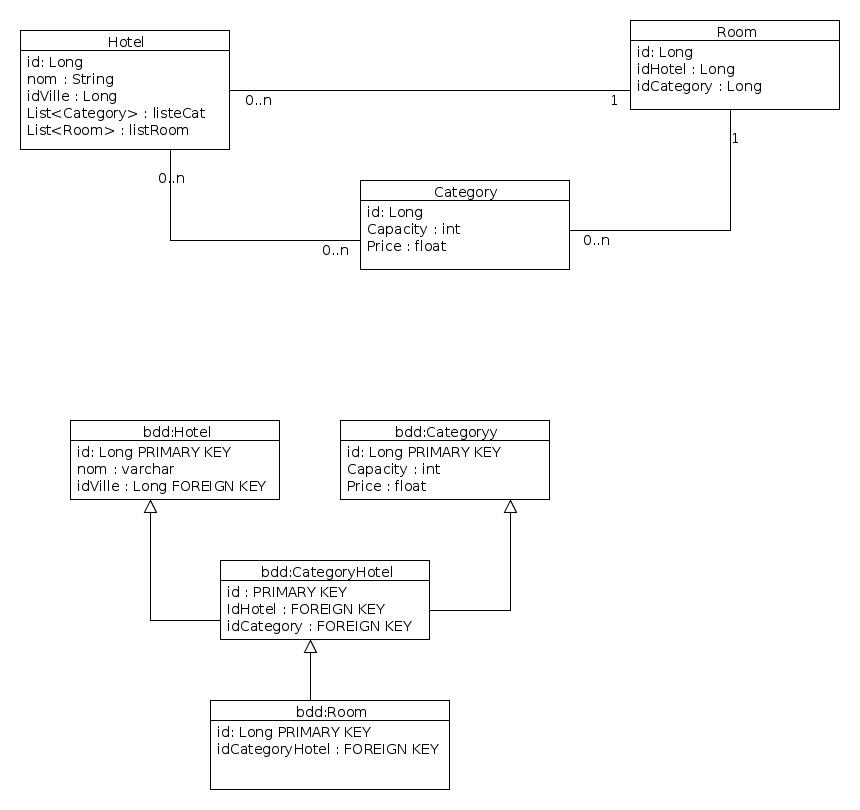 Hotel
id: Long
nom : String
idVille : Long
List<Category> : listeCat
List<Room> : listRoom
Room
id: Long
idHotel : Long
idCategory : Long
0..n
1
1
0..n
Category
id: Long
Capacity : int
Price : float
0..n
0..n
bdd:Hotel
id: Long PRIMARY KEY
nom : varchar
idVille : Long FOREIGN KEY
bdd:Categoryy
id: Long PRIMARY KEY
Capacity : int
Price : float
bdd:CategoryHotel
id : PRIMARY KEY
IdHotel : FOREIGN KEY
idCategory : FOREIGN KEY
bdd:Room
id: Long PRIMARY KEY
idCategoryHotel : FOREIGN KEY